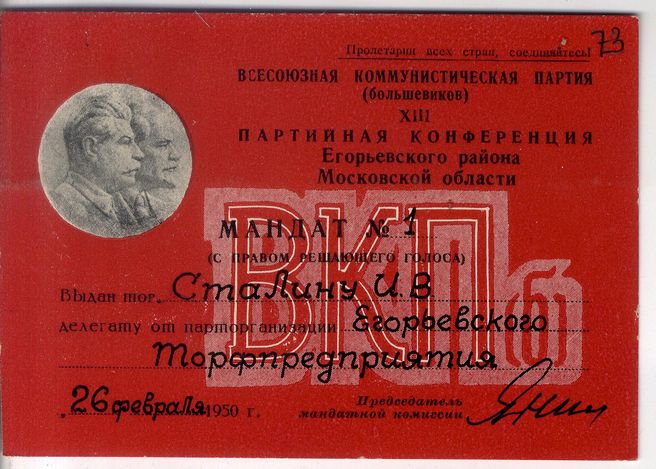 Пролетарии всех стран, соединяйтесь!
73
ВСЕСОЮЗНАЯ КОММУНИСТИЧЕСКАЯ ПАРТИЯ
(большевиков)
XIII
ПАРТИЙНАЯ КОНФЕРЕНЦИЯ
Егорьевского района
Московской области
ВКП(б)
МАНДАТ № 1
(С ПРАВОМ РЕШАЮЩЕГО ГОЛОСА)
Выдан тов. Сталину И.В
делегату от парторганизации Егорьевского
Торфпредприятия
"26 февраля 1950 г.
Председатель
мандатной комиссии